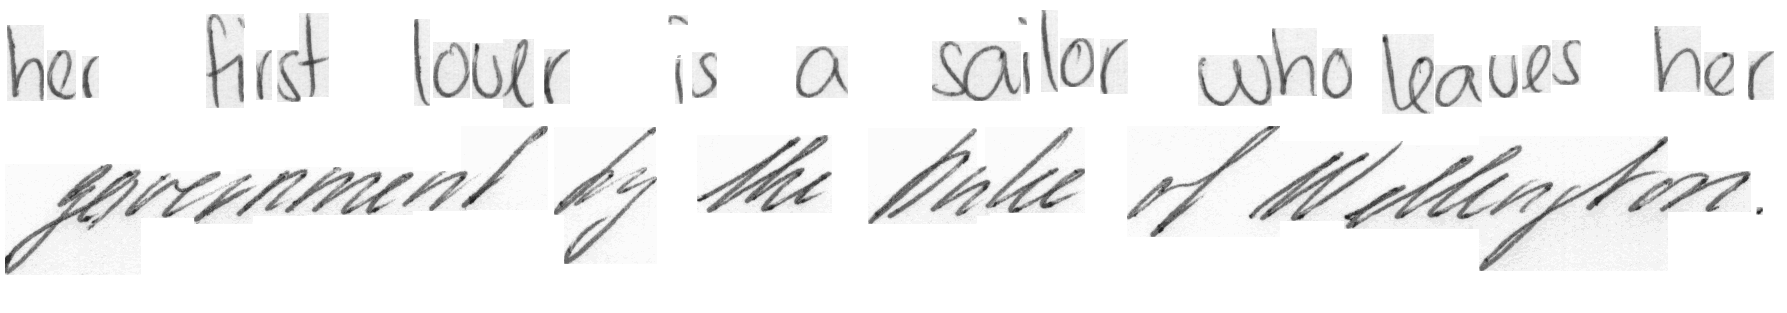 her first lover is a sailor who leaves her
government by the Duke of Wellington.